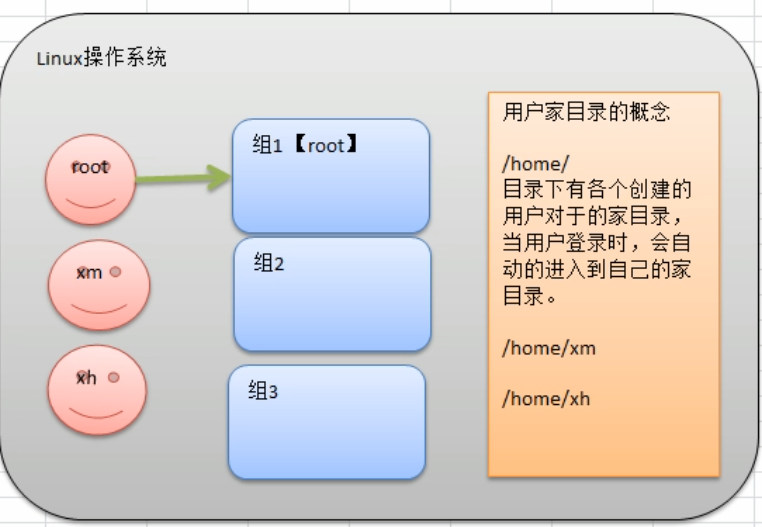 Linux操作系统
root
xm
xh
组1【root】
组2
组3
用户家目录的概念
/home/
目录下有各个创建的
用户对于的家目录，
当用户登录时，会自
动的进入到自己的家
目录。
/home/xm
/home/xh